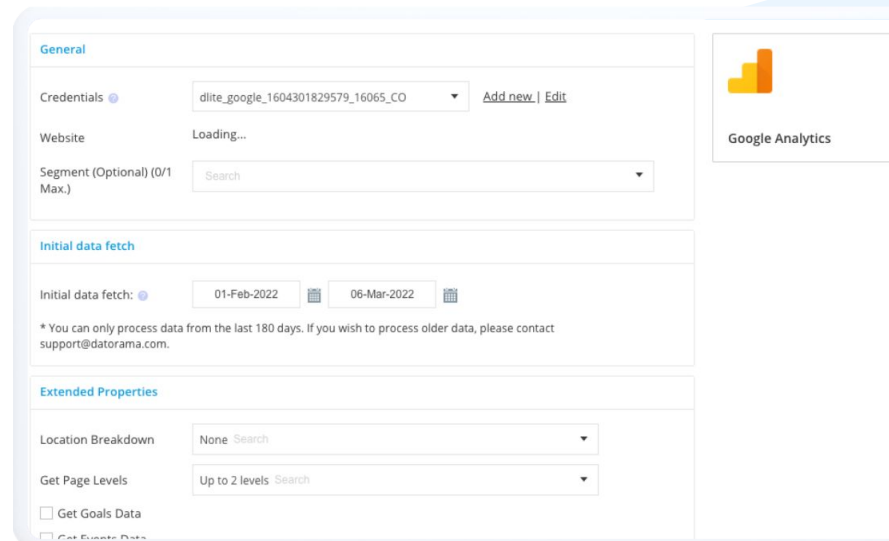 General
Credentials
dlite_google_1604301829579_16065_CO
Add new | Edit
Website
Loading...
Segment (Optional) (0/1
Max.)
Search
Google Analytics
Initial data fetch
Initial data fetch:
01-Feb-2022
06-Mar-2022
* You can only process data from the last 180 days. If you wish to process older data, please contact
support@datorama.com.
Extended Properties
Location Breakdown
None Search
Get Page Levels
Up to 2 levels Search
Get Goals Data
Get Events Data